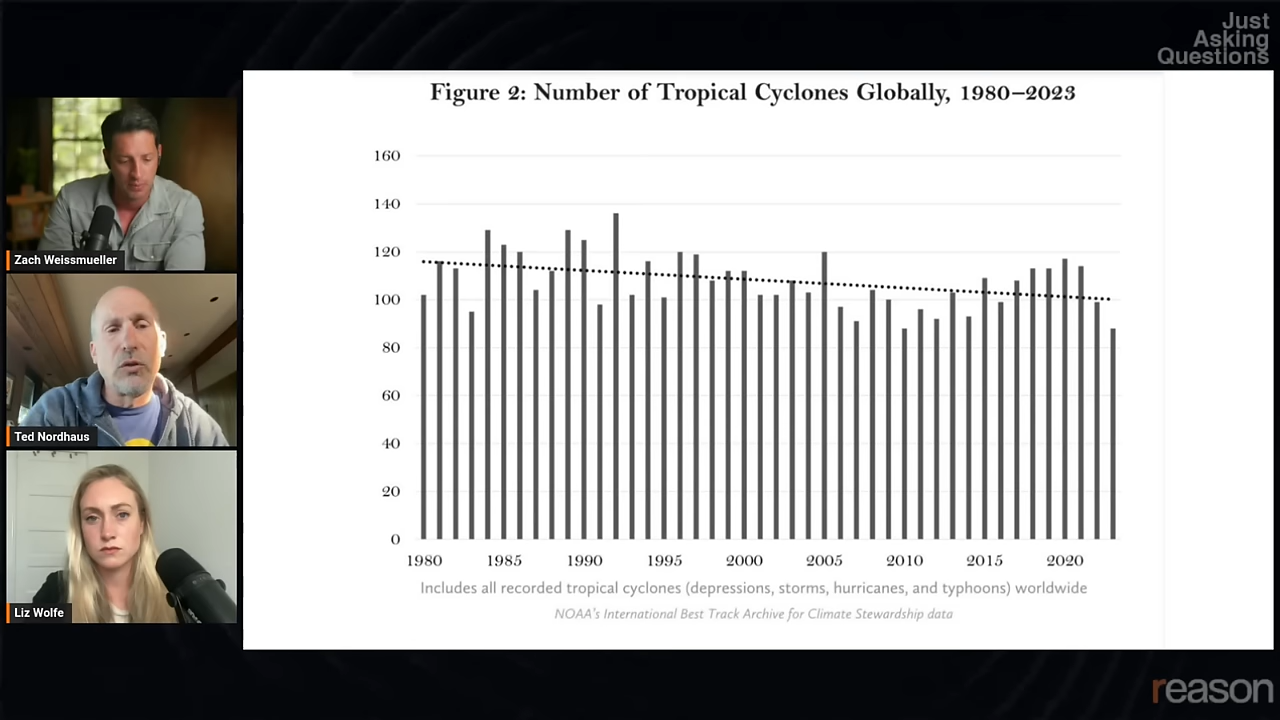 Just
Asking
Questions
Figure 2: Number of Tropical Cyclones Globally, 1980–2023
160
140
120
100
80
60
40
20
0
1980 1985 1990 1995 2000 2005 2010 2015 2020
Includes all recorded tropical cyclones (depressions, storms, hurricanes, and typhoons) worldwide
NOAA's International Best Track Archive for Climate Stewardship data
Zach Weissmueller
Ted Nordhaus
Liz Wolfe
reason